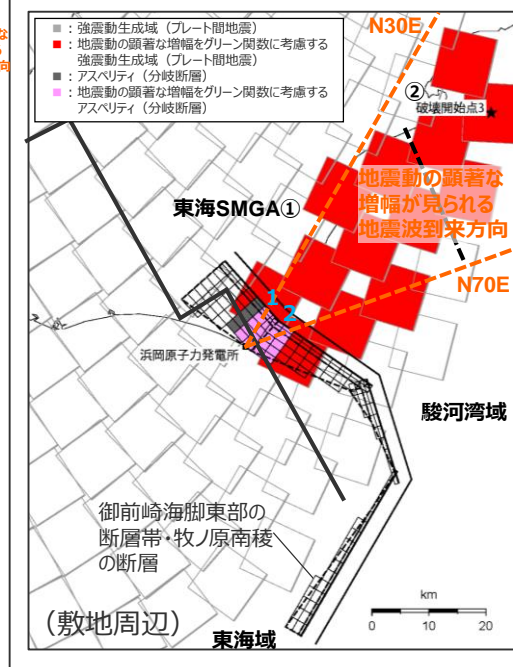 ：強震動生成域（プレート間地震）
：地震動の顕著な増幅をグリーン関数に考慮する
強震動生成域（プレート間地震）
：アスペリティ（分岐断層）
：地震動の顕著な増幅をグリーン関数に考慮する
アスペリティ（分岐断層）
N30E
②
破壊開始点3
地震動の顕著な
増幅が見られる
地震波到来方向
東海SMGA①
N70E
1
2
浜岡原子力発電所
駿河湾域
御前崎海脚東部の
断層帯・牧ノ原南稜
の断層
（敷地周辺）
東海域
km
0 10 20